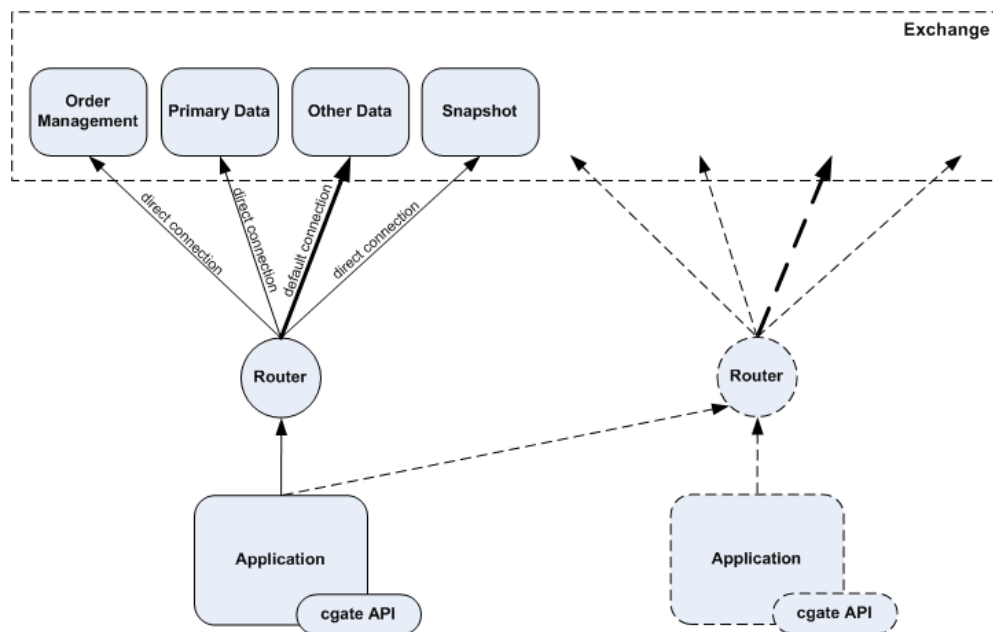 Exchange
Order
Management
Primary Data
Other Data
Snapshot
direct connection
direct connection
default connection
direct connection
Router
Router
Application
cgate API
Application
cgate API